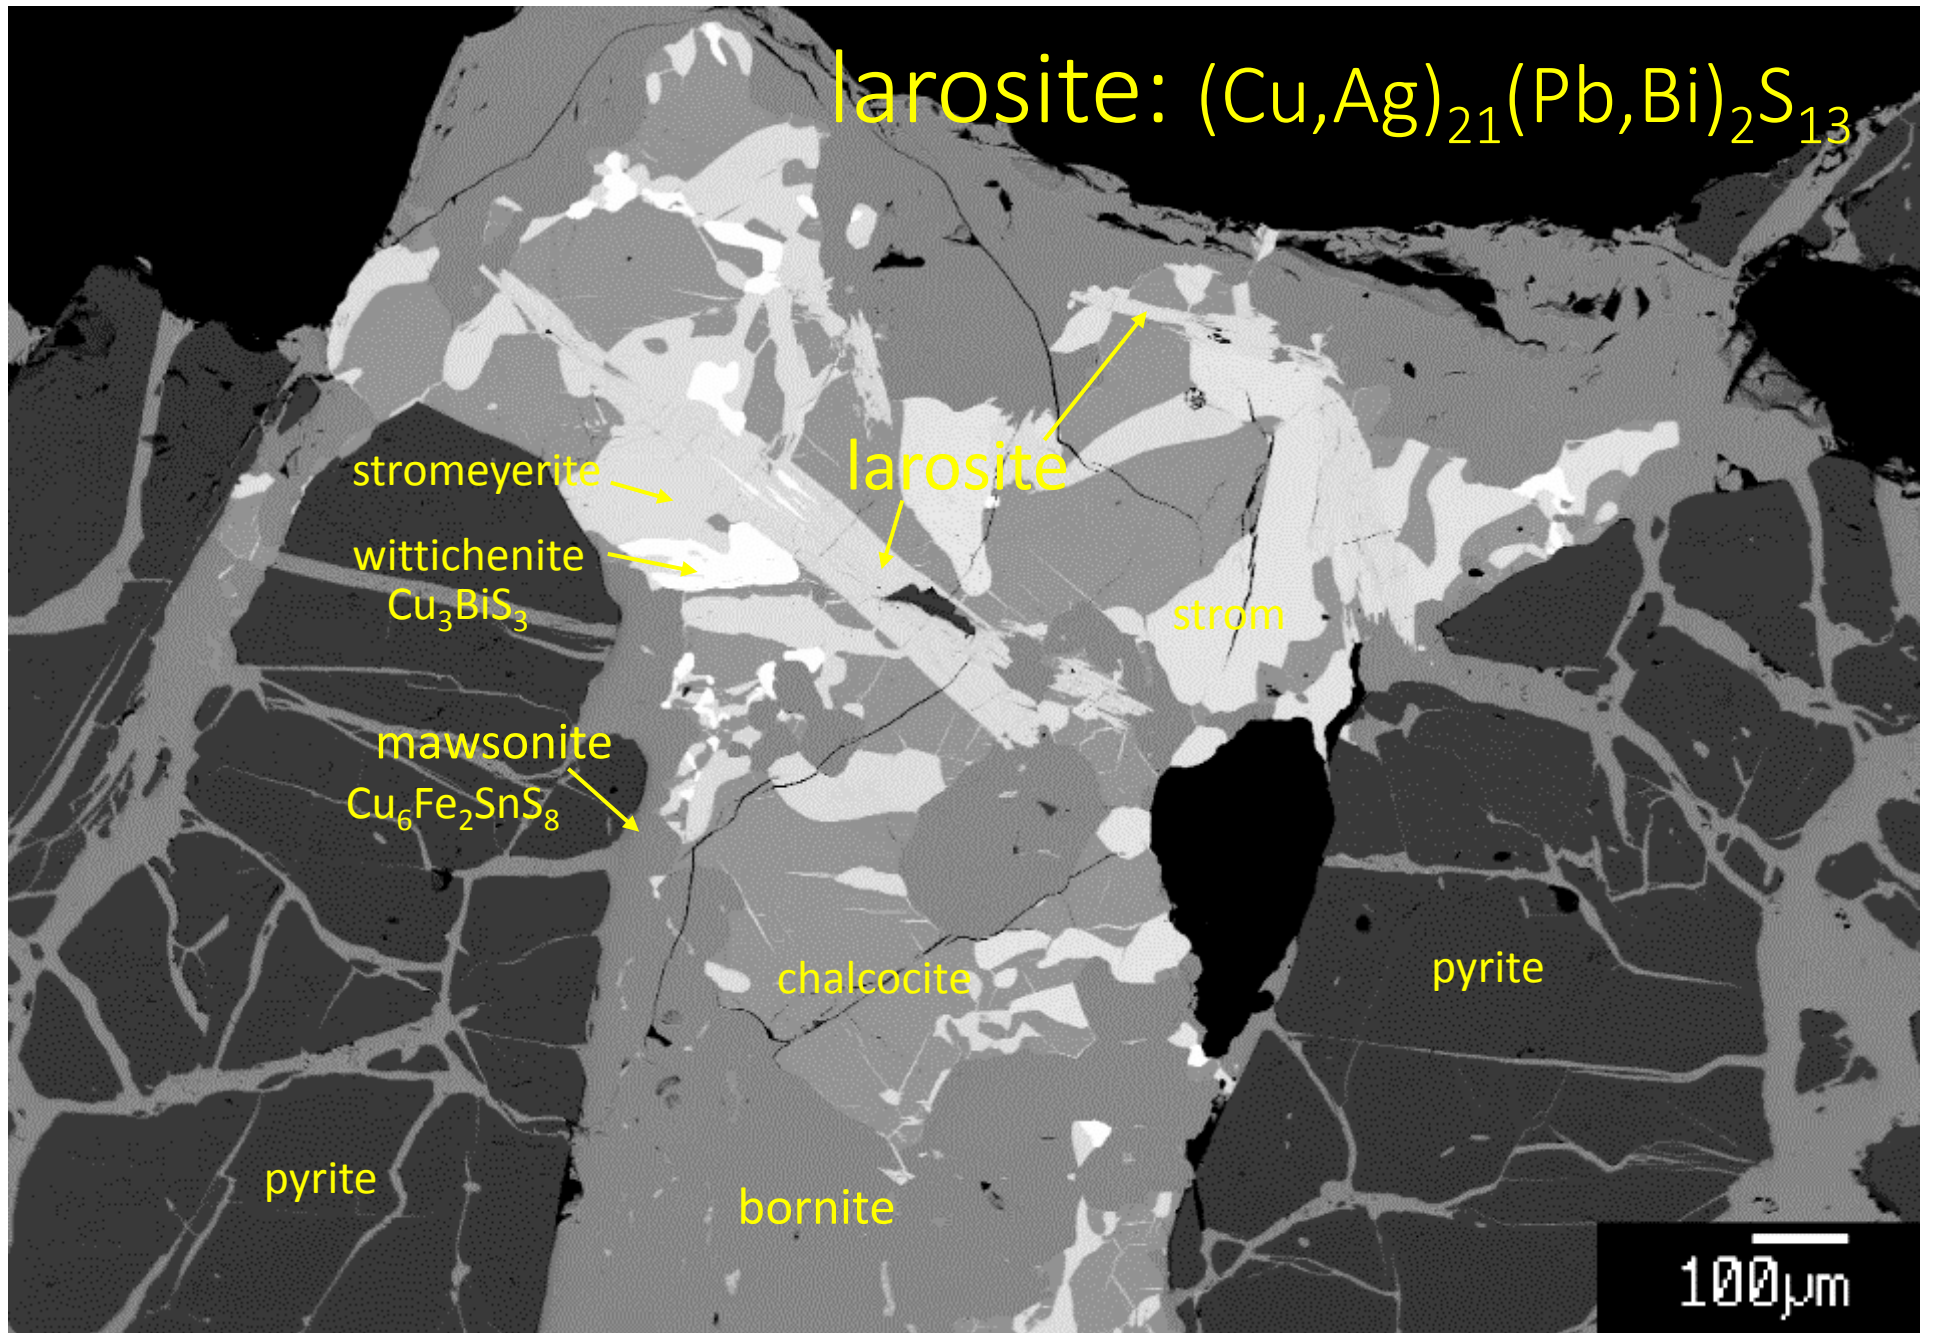 larosite: (Cu,Ag)₂₁(Pb,Bi)₂S₁₃
stromeyerite
larosite
wittichenite
Cu₃BiS₃
strom
mawsonite
Cu₆Fe₂SnS₈
chalcocite
pyrite
pyrite
bornite
100μm